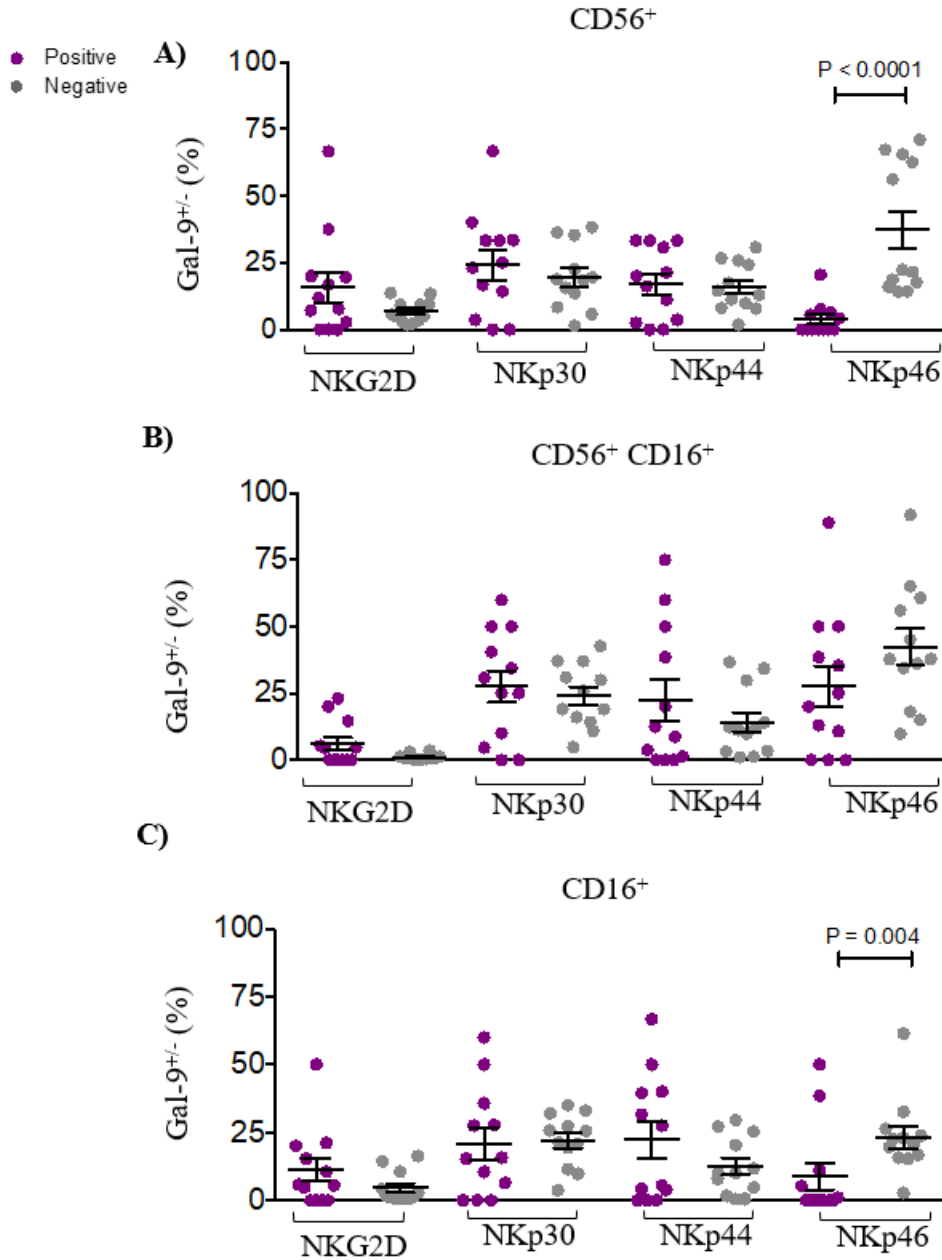 CD56⁺
Positive
Negative
A)
P < 0.0001
100
75
50
25
0
Gal-9⁺/⁻ (%)
NKG2D NKp30 NKp44 NKp46
B)
CD56⁺ CD16⁺
100
75
50
25
0
Gal-9⁺/⁻ (%)
NKG2D NKp30 NKp44 NKp46
C)
CD16⁺
P = 0.004
100
75
50
25
0
Gal-9⁺/⁻ (%)
NKG2D NKp30 NKp44 NKp46